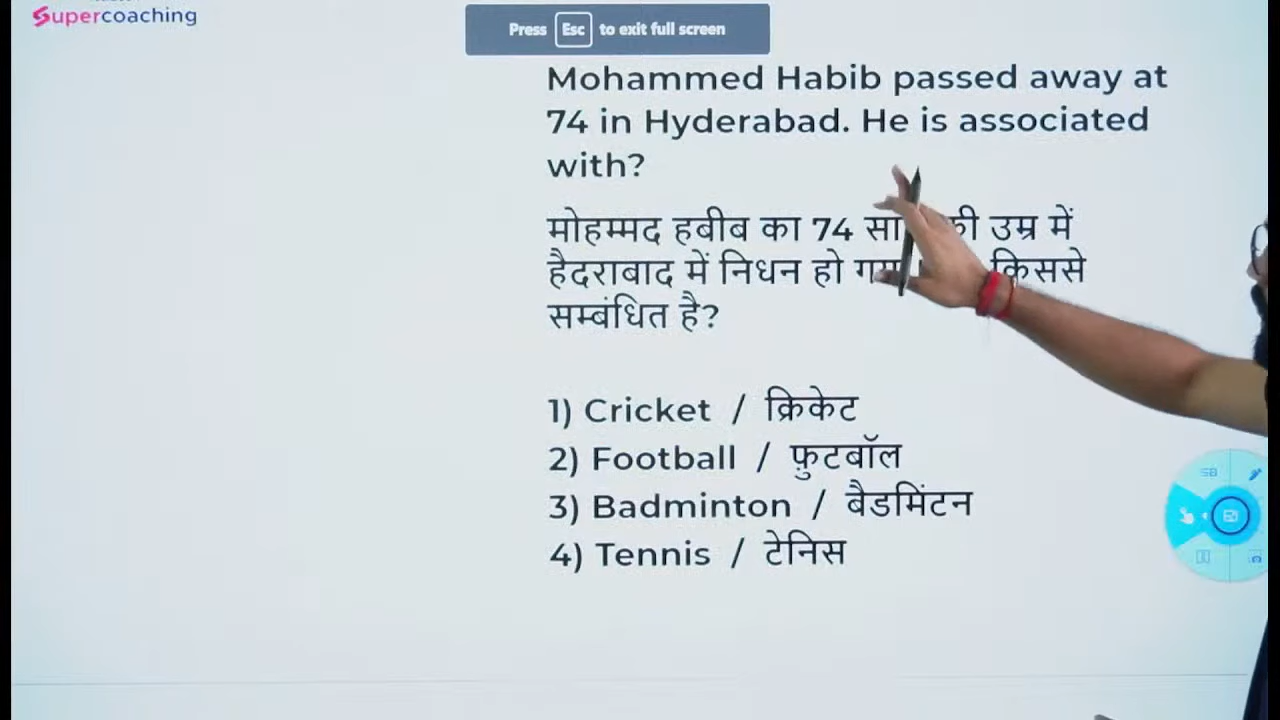 Supercoaching
Press Esc to exit full screen
Mohammed Habib passed away at
74 in Hyderabad. He is associated
with?
मोहम्मद हबीब का 74 की उम्र में
हैदराबाद में निधन हो किससे
सम्बंधित है?
1) Cricket / क्रिकेट
2) Football / फ़ुटबॉल
3) Badminton / बैडमिंटन
4) Tennis / टेनिस